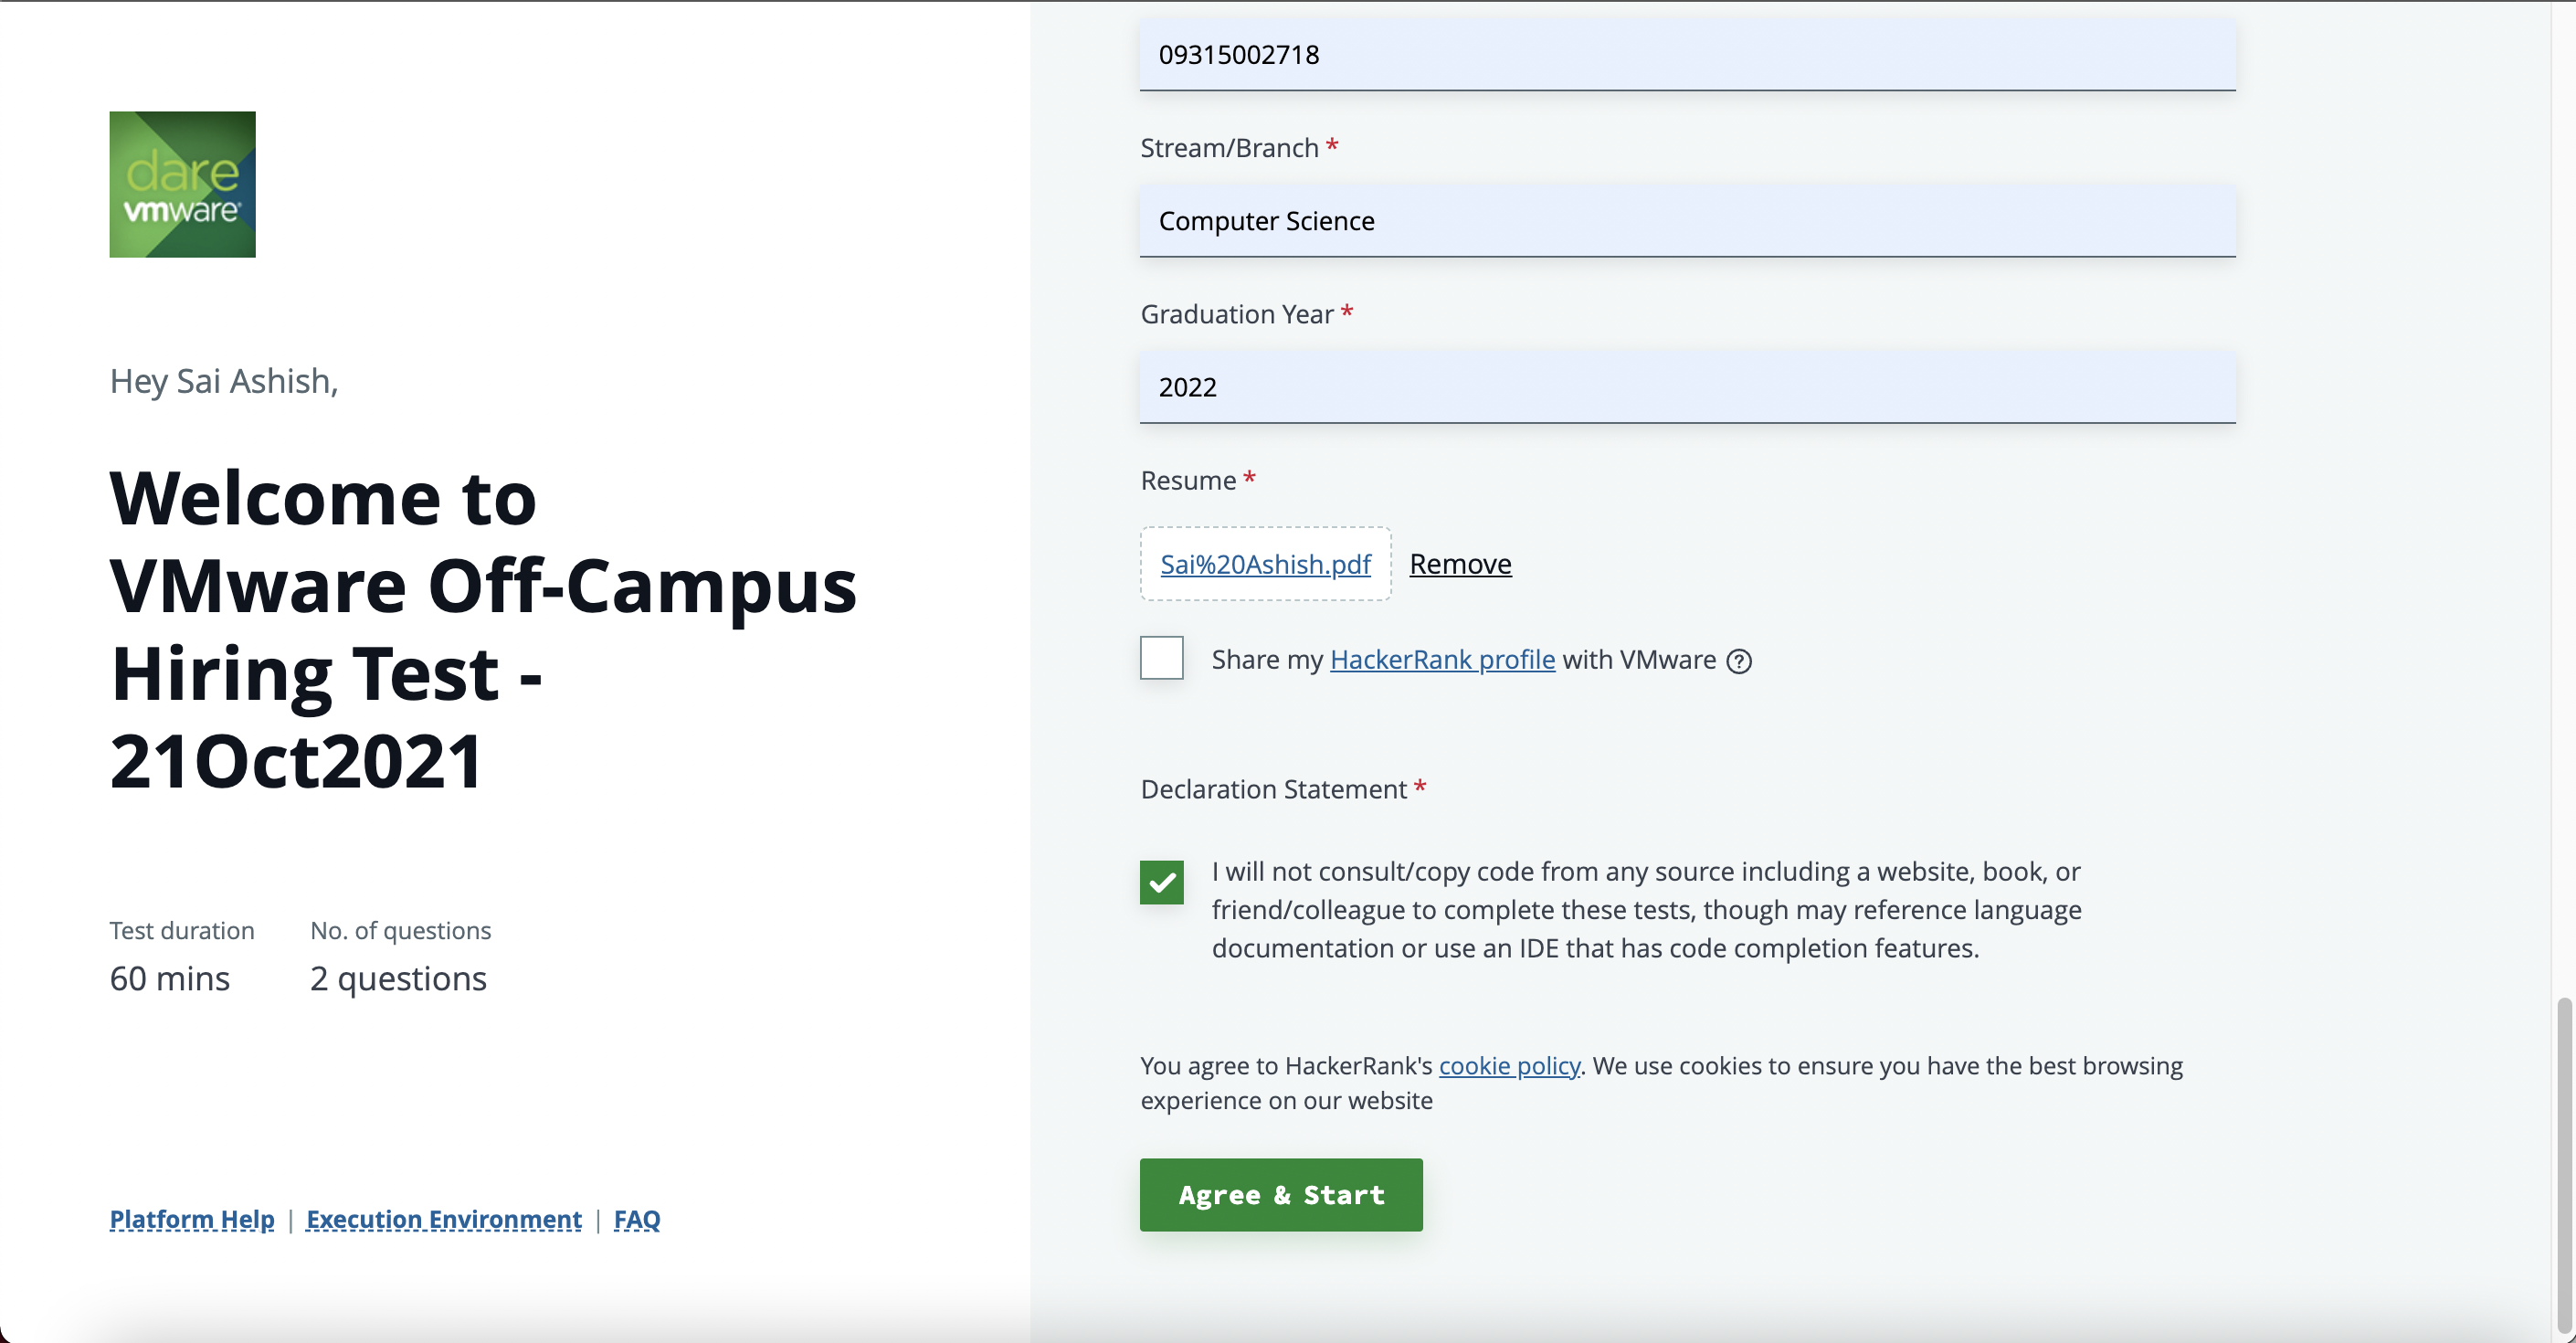 dare
vmware
Hey Sai Ashish,
Welcome to
VMware Off-Campus
Hiring Test -
21Oct2021
Test duration
No. of questions
60 mins
2 questions
Platform Help | Execution Environment | FAQ
09315002718
Stream/Branch *
Computer Science
Graduation Year *
2022
Resume *
Sai%20Ashish.pdf Remove
Share my HackerRank profile with VMware ?
Declaration Statement *
I will not consult/copy code from any source including a website, book, or
friend/colleague to complete these tests, though may reference language
documentation or use an IDE that has code completion features.
You agree to HackerRank's cookie policy. We use cookies to ensure you have the best browsing
experience on our website
Agree & Start